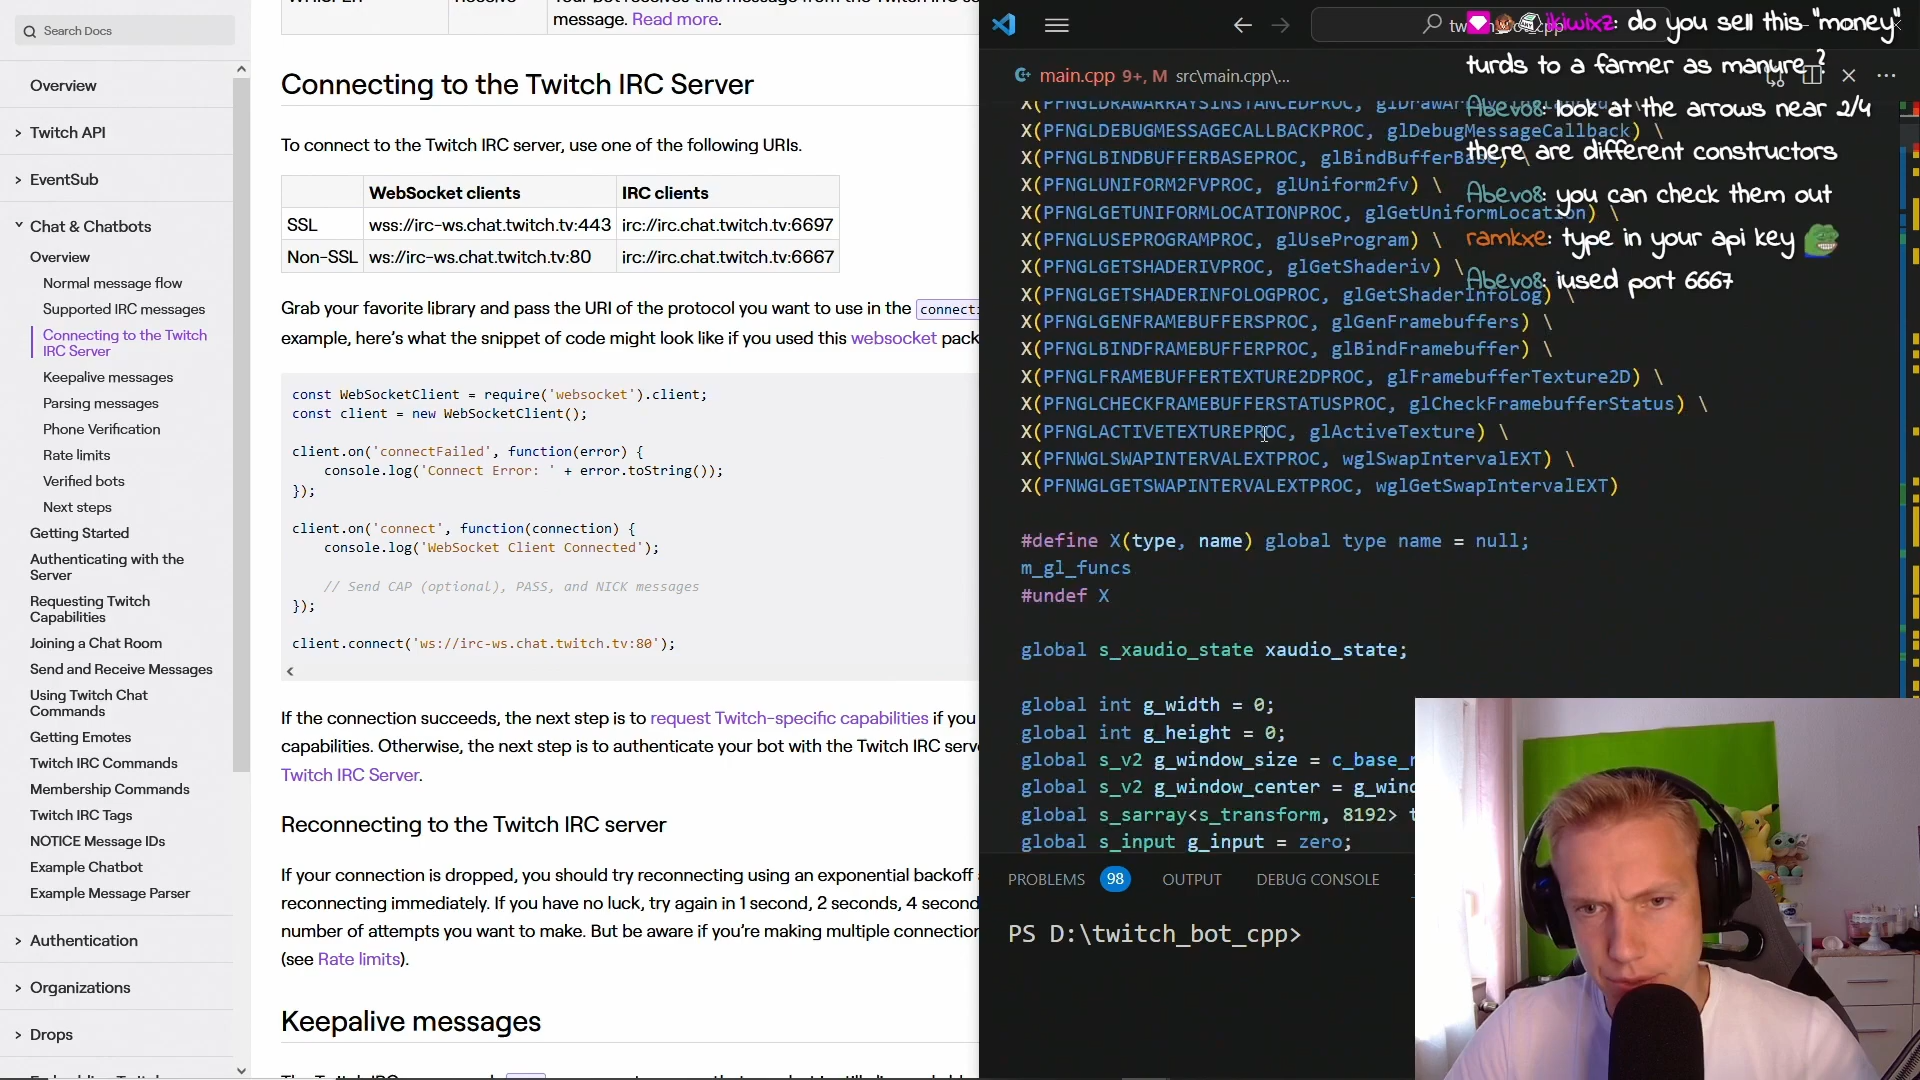 Search Docs
Overview
Twitch API
EventSub
Chat & Chatbots
Overview
Normal message flow
Supported IRC messages
Connecting to the Twitch
IRC Server
Keepalive messages
Parsing messages
Phone Verification
Rate limits
Verified bots
Next steps
Getting Started
Authenticating with the
Server
Requesting Twitch
Capabilities
Joining a Chat Room
Send and Receive Messages
Using Twitch Chat
Commands
Getting Emotes
Twitch IRC Commands
Membership Commands
Twitch IRC Tags
NOTICE Message IDs
Example Chatbot
Example Message Parser
Authentication
Organizations
Drops
message. Read more.
Connecting to the Twitch IRC Server
To connect to the Twitch IRC server, use one of the following URIs.
WebSocket clients IRC clients
SSL wss://irc-ws.chat.twitch.tv:443 irc://irc.chat.twitch.tv:6697
Non-SSL ws://irc-ws.chat.twitch.tv:80 irc://irc.chat.twitch.tv:6667
Grab your favorite library and pass the URI of the protocol you want to use in the
example, here's what the snippet of code might look like if you used this websocket pack
const WebSocketClient = require('websocket').client;
const client = new WebSocketClient();
client.on('connectFailed', function(error) {
console.log('Connect Error: ' + error.toString());
});
client.on('connect', function(connection) {
console.log('WebSocket Client Connected');
// Send CAP (optional), PASS, and NICK messages
});
client.connect('ws://irc-ws.chat.twitch.tv:80');
If the connection succeeds, the next step is to request Twitch-specific capabilities if you
capabilities. Otherwise, the next step is to authenticate your bot with the Twitch IRC serv
Twitch IRC Server.
Reconnecting to the Twitch IRC server
If your connection is dropped, you should try reconnecting using an exponential backoff
reconnecting immediately. If you have no luck, try again in 1 second, 2 seconds, 4 second
number of attempts you want to make. But be aware if you're making multiple connection
(see Rate limits).
Keepalive messages
main.cpp 9+, M src\main.cpp\...
X(PFNGLDRAWARRAYSINSTANCEDPROC,
X(PFNGLDEBUGMESSAGECALLBACKPROC, glDebugMessageCallback) \
X(PFNGLBINDBUFFERBASEPROC, glBindBufferBase) \
X(PFNGLUNIFORM2FVPROC, glUniform2fv) \
X(PFNGLGETUNIFORMLOCATIONPROC, glGetUniformLocation) \
X(PFNGLUSEPROGRAMPROC, glUseProgram) \
X(PFNGLGETSHADERIVPROC, glGetShaderiv) \
X(PFNGLGETSHADERINFOLOGPROC, glGetShaderInfoLog) \
X(PFNGLGENFRAMEBUFFERSPROC, glGenFramebuffers) \
X(PFNGLBINDFRAMEBUFFERPROC, glBindFramebuffer) \
X(PFNGLFRAMEBUFFERTEXTURE2DPROC, glFramebufferTexture2D) \
X(PFNGLCHECKFRAMEBUFFERSTATUSPROC, glCheckFramebufferStatus) \
X(PFNGLACTIVETEXTUREPROC, glActiveTexture) \
X(PFNWGLSWAPINTERVALEXTPROC, wglSwapIntervalEXT) \
X(PFNWGLGETSWAPINTERVALEXTPROC, wglGetSwapIntervalEXT)
#define X(type, name) global type name = null;
m_gl_funcs
#undef X
global s_xaudio_state xaudio_state;
global int g_width = 0;
global int g_height = 0;
global s_v2 g_window_size = c_base_r
global s_v2 g_window_center = g_wind
global s_sarray<s_transform, 8192> t
global s_input g_input = zero;
PROBLEMS 98 OUTPUT DEBUG CONSOLE
PS D:\twitch_bot_cpp>
ikiwixz: do you sell this "money"
turds to a farmer as manure ?
Abevo8: look at the arrows near 2/4
there are different constructors
Abevo8: you can check them out
ramkxe: type in your api key
Abevo8: iused port 6667